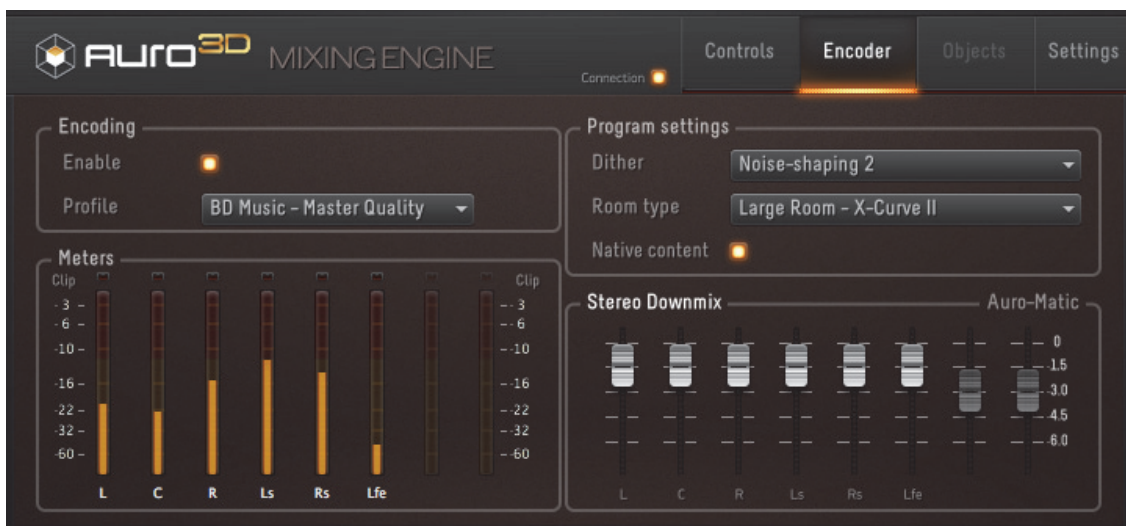 Auro 3D MIXING ENGINE
Connection
Controls
Encoder
Objects
Settings
Encoding
Enable
Profile
BD Music - Master Quality
Program settings
Dither
Noise-shaping 2
Room type
Large Room - X-Curve II
Native content
Meters
Clip
Clip
-3 - -- 3
-6 - -- 6
-10 - --10
-16 - --16
-22 - --22
-32 - --32
-60 - --60
L C R Ls Rs Lfe
Stereo Downmix
Auro-Matic
0
-1.5
-3.0
-4.5
-6.0
L C R Ls Rs Lfe